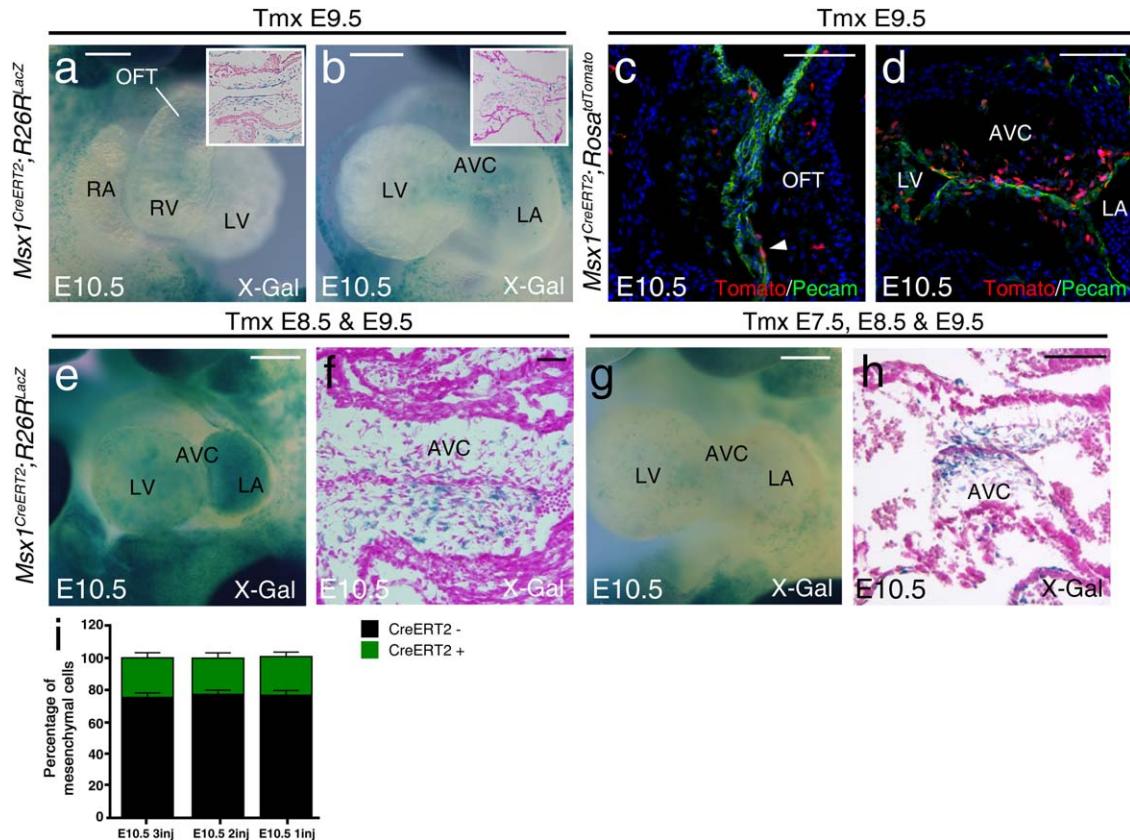 Tmx E9.5
Tmx E9.5
Msx1CreERT2;R26RLacZ
a
OFT
RA
RV
LV
E10.5
X-Gal
b
AVC
LV
LA
E10.5
X-Gal
Msx1CreERT2;RosatdTomato
c
OFT
E10.5
Tomato/Pecam
d
AVC
LV
LA
E10.5
Tomato/Pecam
Tmx E8.5 & E9.5
Tmx E7.5, E8.5 & E9.5
Msx1CreERT2;R26RLacZ
e
AVC
LV
LA
E10.5
X-Gal
f
AVC
E10.5
X-Gal
g
AVC
LV
LA
E10.5
X-Gal
h
AVC
E10.5
X-Gal
i
CreERT2 -
CreERT2 +
Percentage of
mesenchymal cells
120
100
80
60
40
20
0
E10.5 3inj
E10.5 2inj
E10.5 1inj